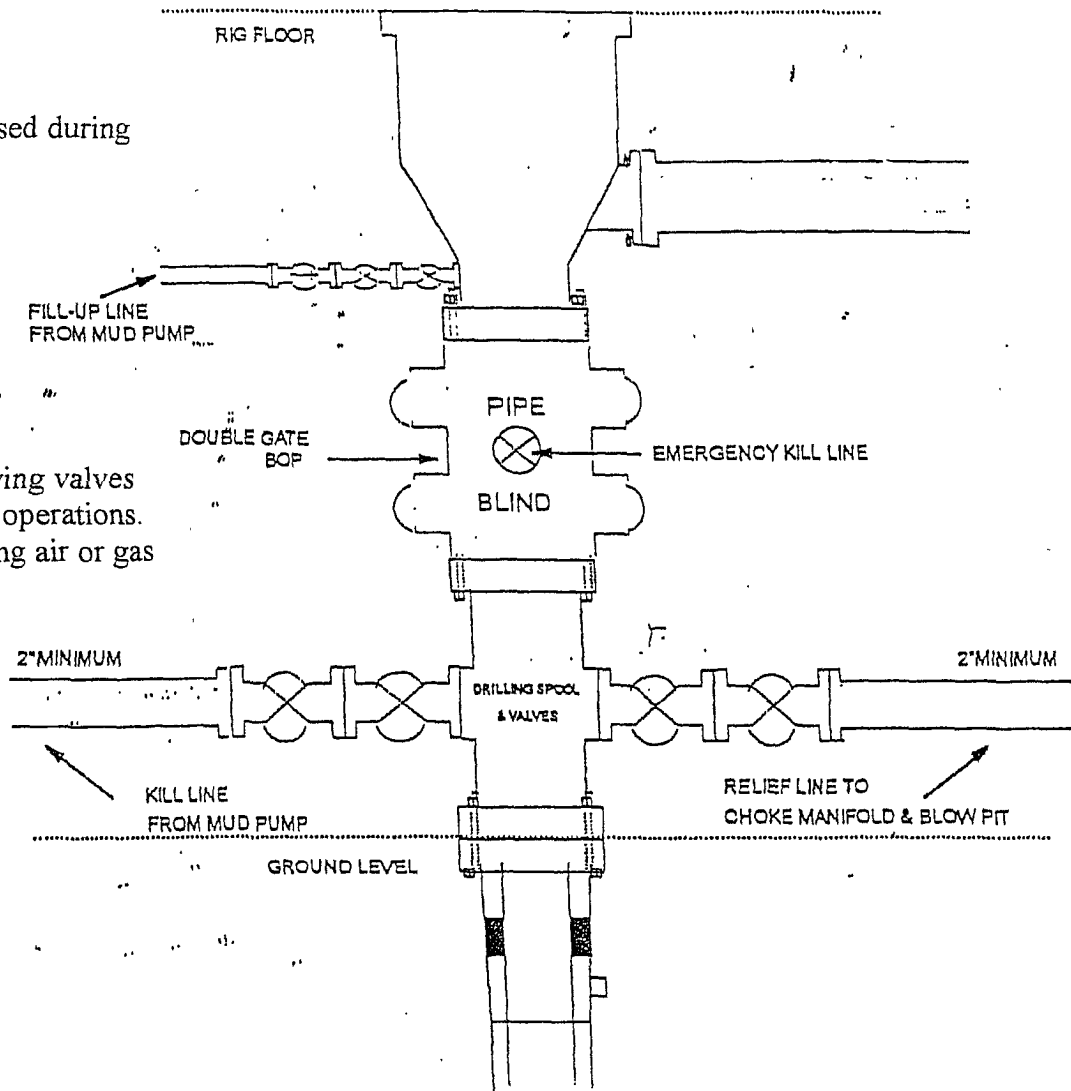 RIG FLOOR
sed during
FILL-UP LINE
FROM MUD PUMP
PIPE
DOUBLE GATE
BOP
EMERGENCY KILL LINE
ving valves
BLIND
operations.
ng air or gas
2"MINIMUM
2"MINIMUM
DRILLING SPOOL
& VALVES
KILL LINE
FROM MUD PUMP
RELIEF LINE TO
CHOKE MANIFOLD & BLOW PIT
GROUND LEVEL